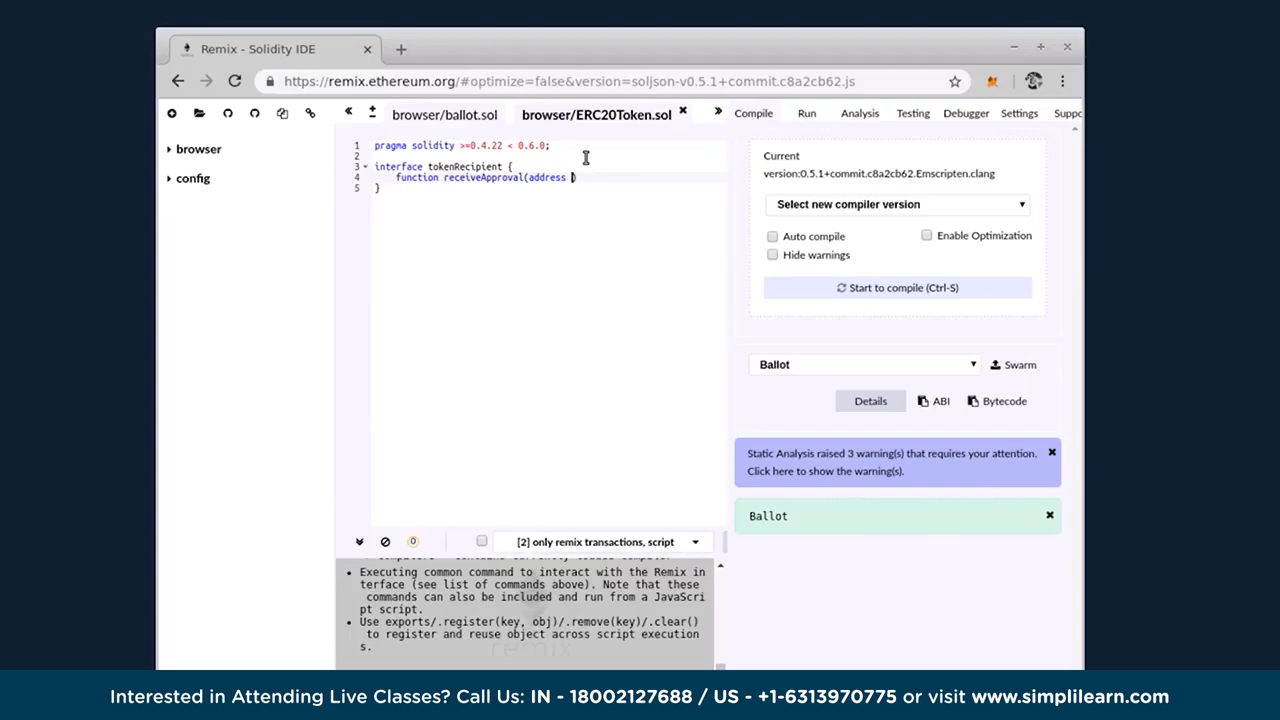 Remix - Solidity IDE
https://remix.ethereum.org/#optimize=false&version=soljson-v0.5.1+commit.c8a2cb62.js
browser/ballot.sol
browser/ERC20Token.sol
Compile
Run
Analysis
Testing
Debugger
Settings
Suppo
browser
config
1 pragma solidity >=0.4.22 < 0.6.0;
2
3 interface tokenRecipient {
4 function receiveApproval(address )
5 }
Current
version:0.5.1+commit.c8a2cb62.Emscripten.clang
Select new compiler version
Auto compile
Enable Optimization
Hide warnings
Start to compile (Ctrl-S)
Ballot
Swarm
Details
ABI
Bytecode
Static Analysis raised 3 warning(s) that requires your attention.
Click here to show the warning(s).
Ballot
0
[2] only remix transactions, script
• Executing common command to interact with the Remix in
terface (see list of commands above). Note that these
commands can also be included and run from a JavaScri
pt script.
• Use exports/.register(key, obj)/.remove(key)/.clear()
to register and reuse object across script execution
s.
remix
Interested in Attending Live Classes? Call Us: IN - 18002127688 / US - +1-6313970775 or visit www.simplilearn.com